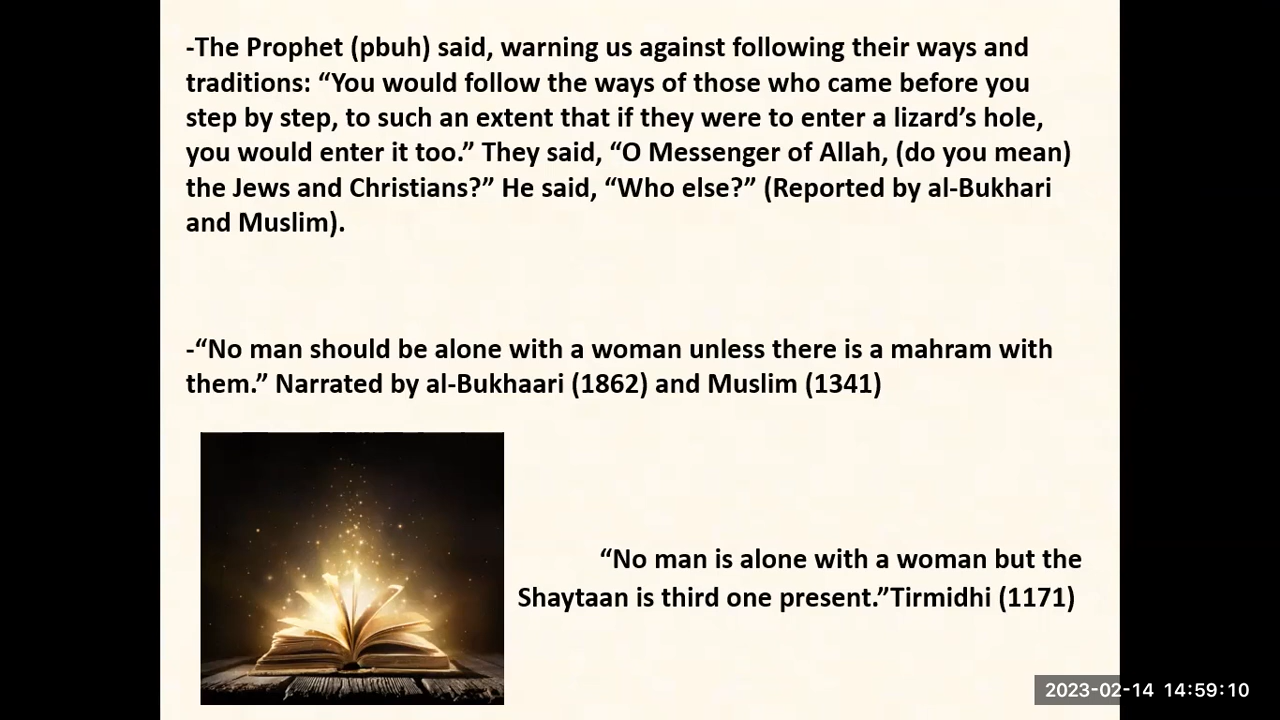 -The Prophet (pbuh) said, warning us against following their ways and
traditions: “You would follow the ways of those who came before you
step by step, to such an extent that if they were to enter a lizard’s hole,
you would enter it too.” They said, “O Messenger of Allah, (do you mean)
the Jews and Christians?” He said, “Who else?” (Reported by al-Bukhari
and Muslim).
-“No man should be alone with a woman unless there is a mahram with
them.” Narrated by al-Bukhaari (1862) and Muslim (1341)
“No man is alone with a woman but the
Shaytaan is third one present.”Tirmidhi (1171)
2023-02-14 14:59:10